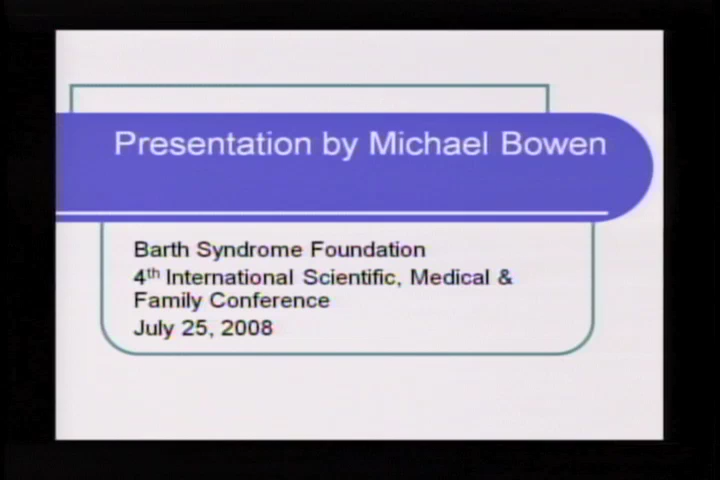 Presentation by Michael Bowen
Barth Syndrome Foundation
4th International Scientific, Medical &
Family Conference
July 25, 2008